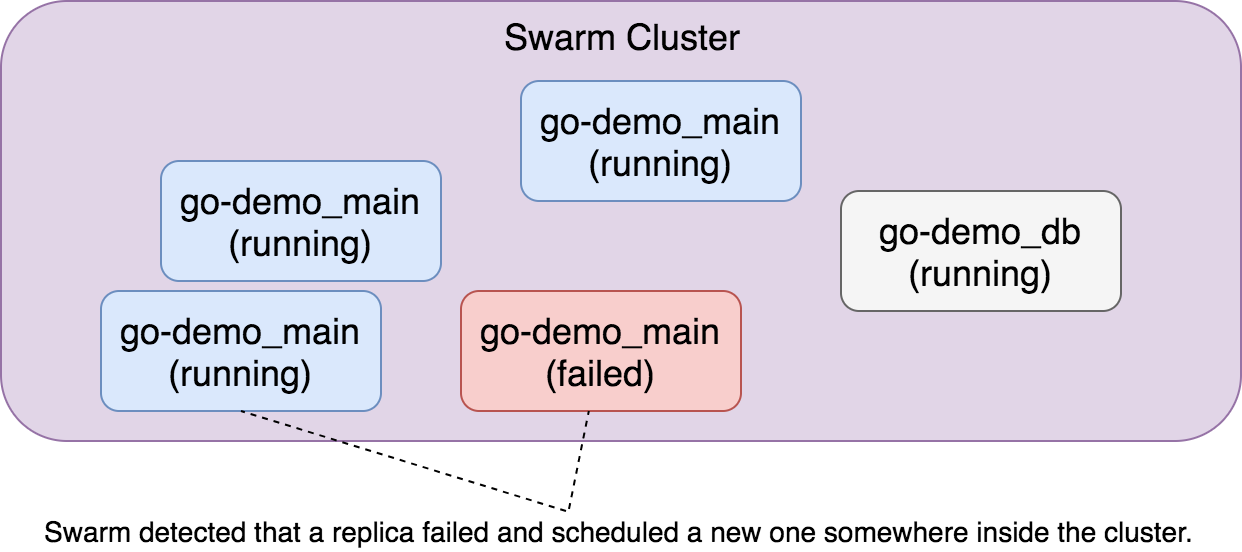 Swarm Cluster
go-demo_main
(running)
go-demo_main
(running)
go-demo_db
(running)
go-demo_main
(running)
go-demo_main
(failed)
Swarm detected that a replica failed and scheduled a new one somewhere inside the cluster.